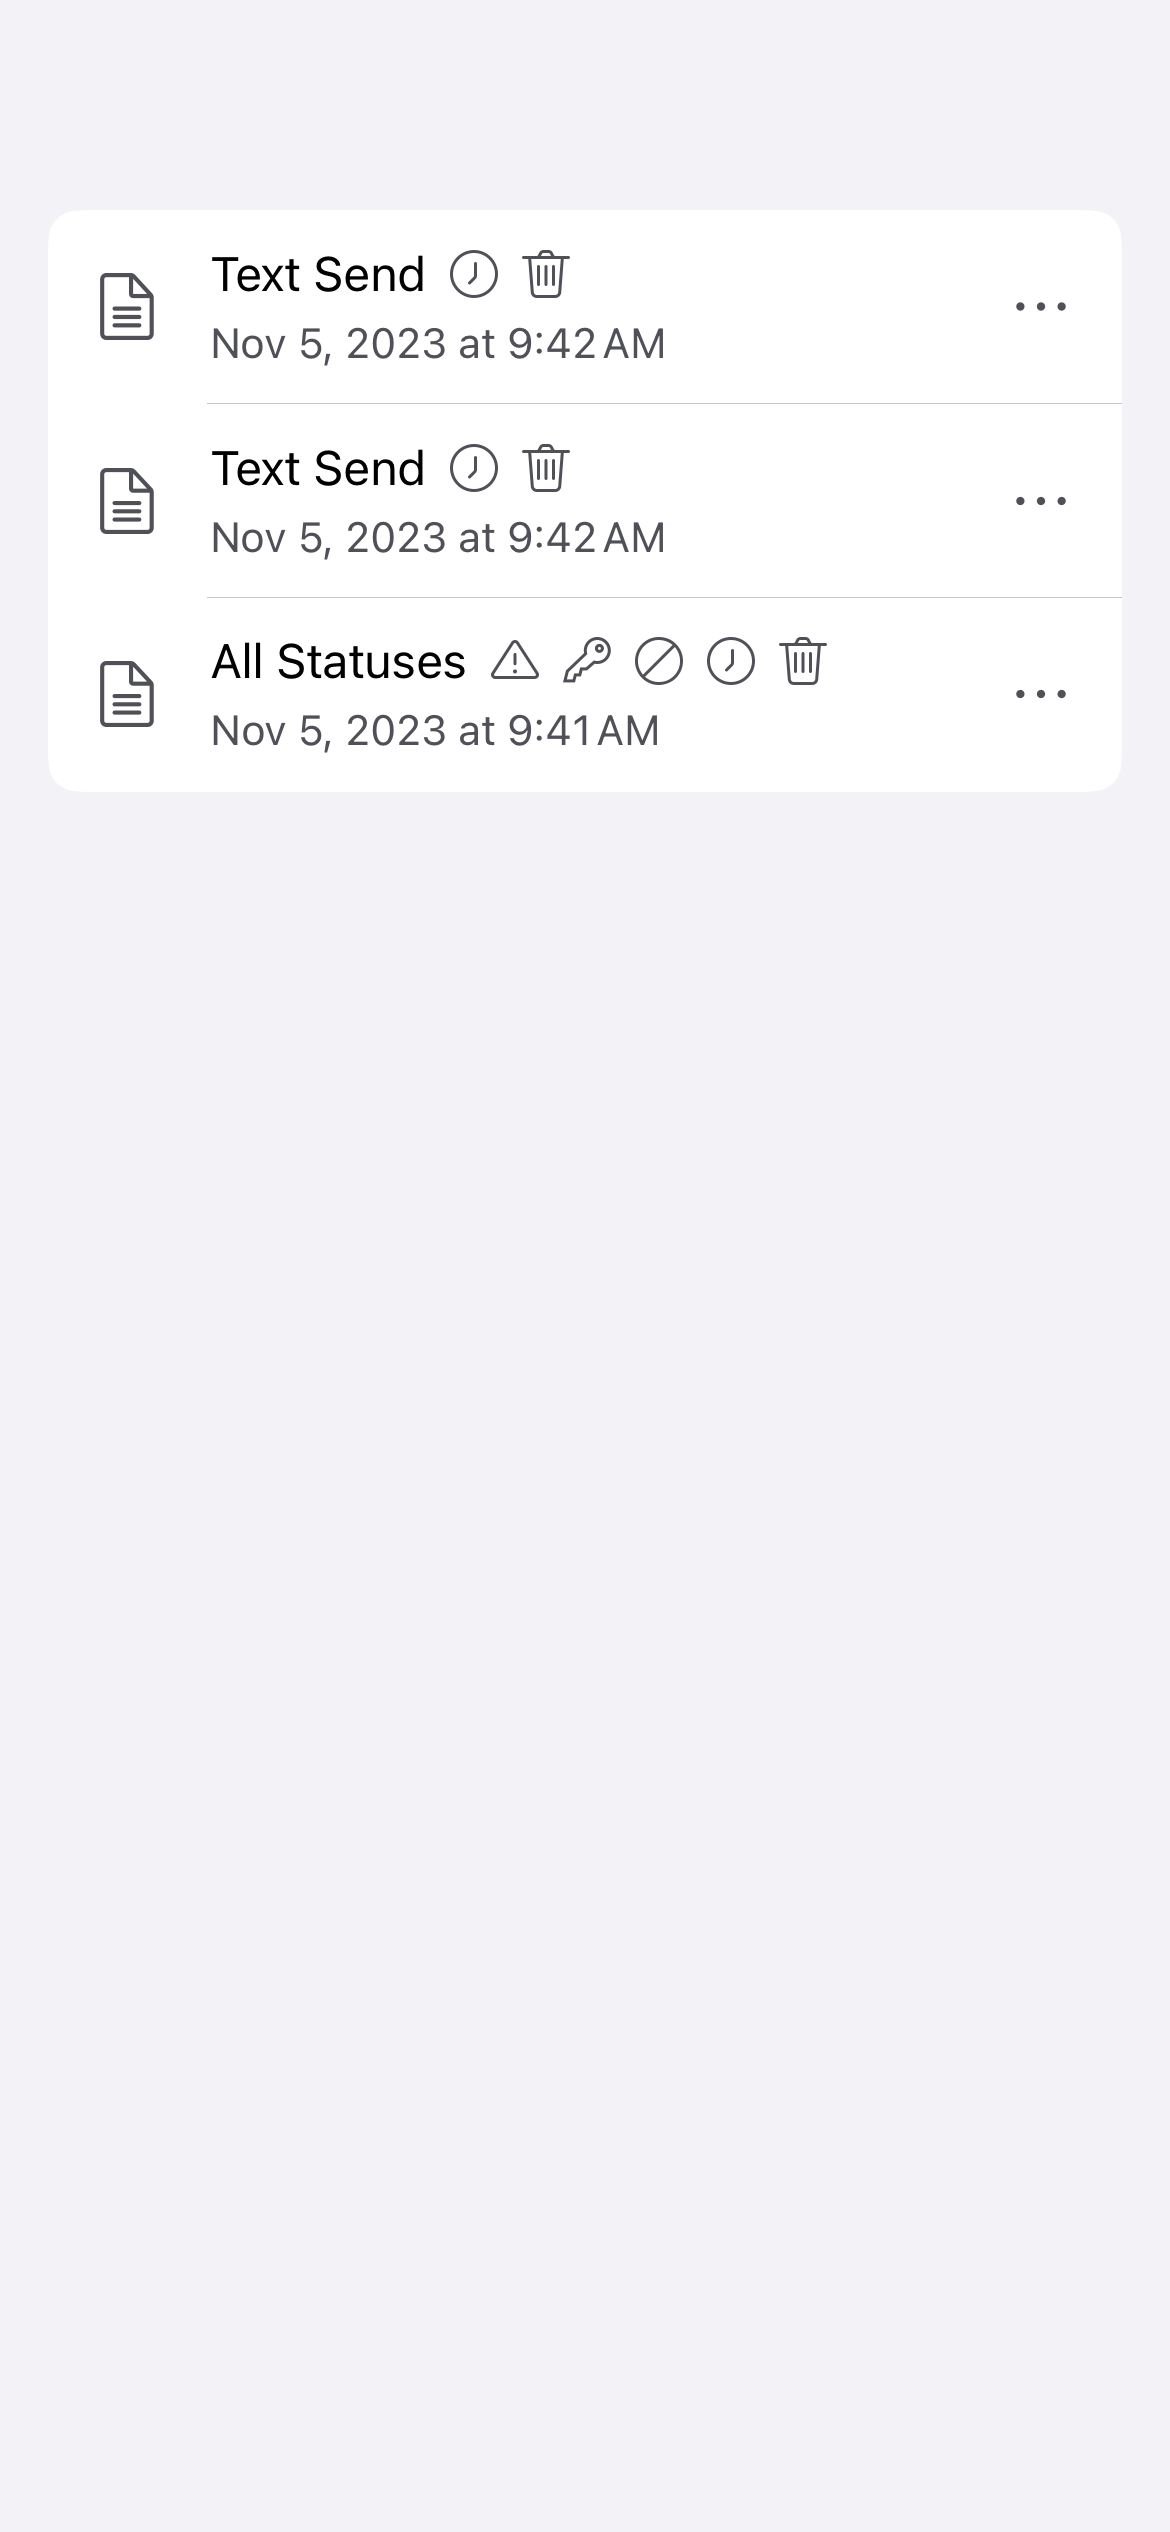 Text Send
Nov 5, 2023 at 9:42 AM
Text Send
Nov 5, 2023 at 9:42 AM
All Statuses
Nov 5, 2023 at 9:41 AM